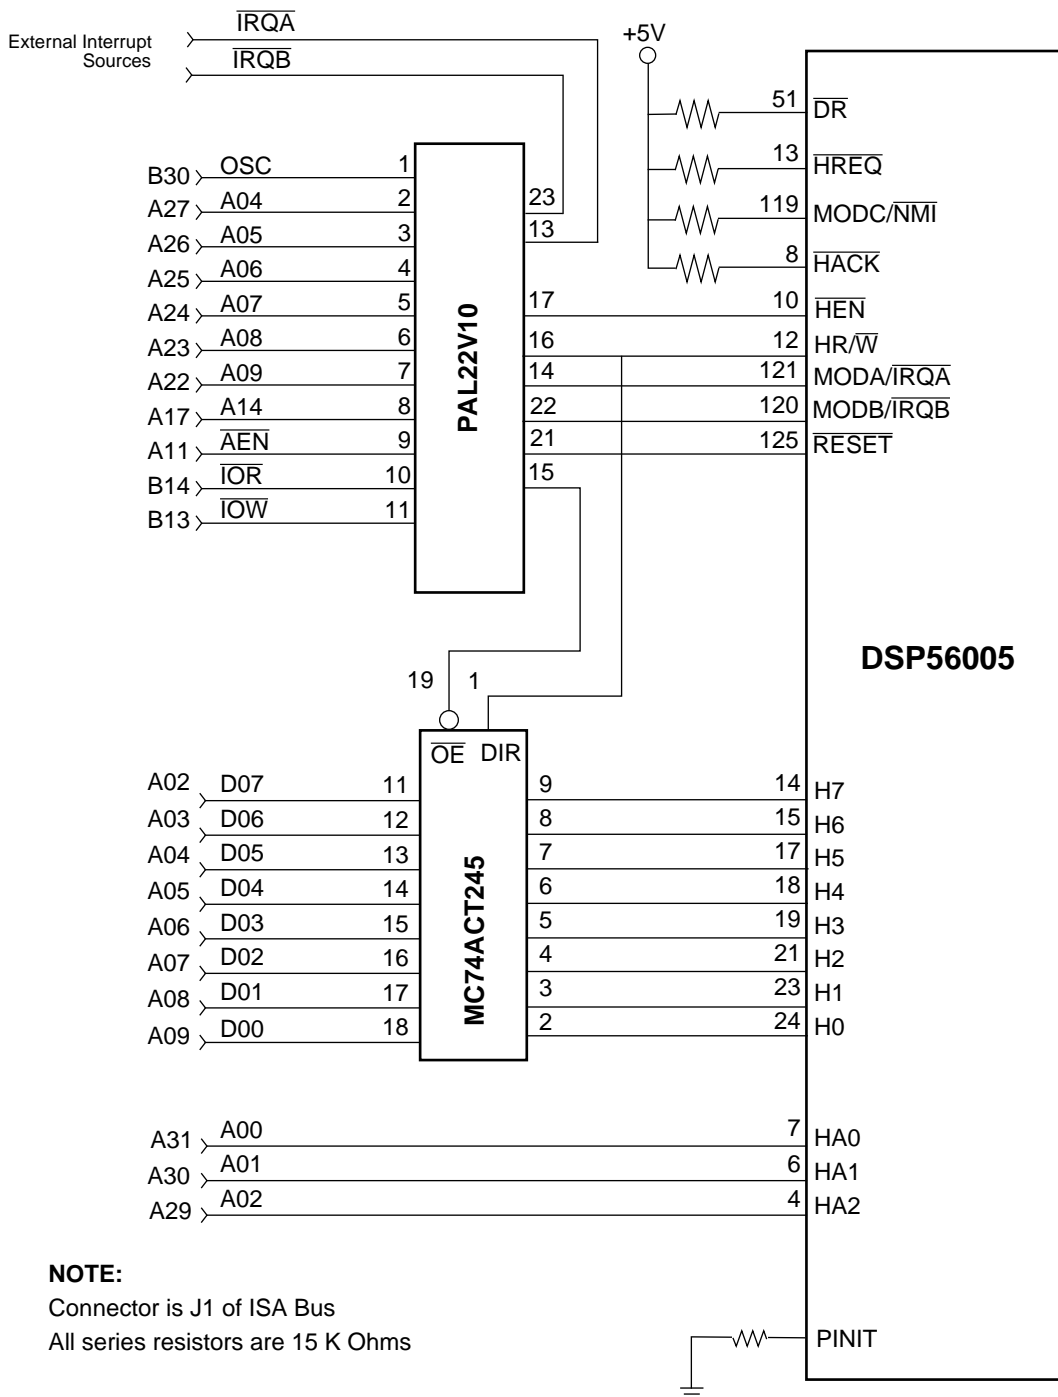 IRQA
External Interrupt
Sources
IRQB
+5V
51 DR
13 HREQ
119 MODC/NMI
8 HACK
B30 OSC 1
A27 A04 2 23
A26 A05 3 13
A25 A06 4
A24 A07 5 17 10 HEN
A23 A08 6 16 12 HR/W
A22 A09 7 14 121 MODA/IRQA
A17 A14 8 22 120 MODB/IRQB
A11 AEN 9 21 125 RESET
B14 IOR 10 15
B13 IOW 11
PAL22V10
DSP56005
19 1
OE DIR
A02 D07 11 9 14 H7
A03 D06 12 8 15 H6
A04 D05 13 7 17 H5
A05 D04 14 6 18 H4
A06 D03 15 5 19 H3
A07 D02 16 4 21 H2
A08 D01 17 3 23 H1
A09 D00 18 2 24 H0
MC74ACT245
A31 A00 7 HA0
A30 A01 6 HA1
A29 A02 4 HA2
NOTE:
Connector is J1 of ISA Bus
All series resistors are 15 K Ohms
PINIT